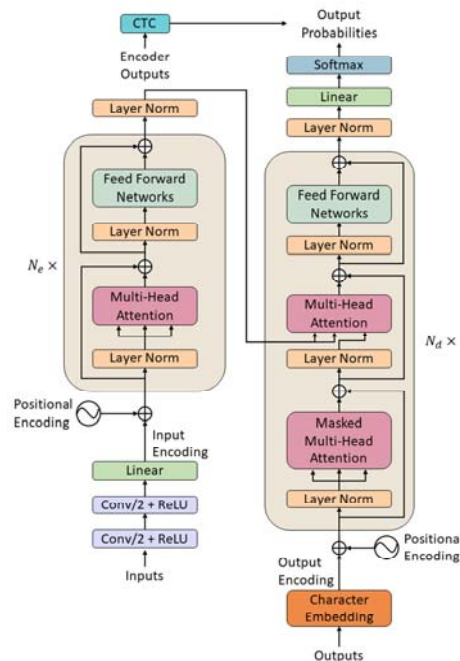 CTC
Encoder
Outputs
Layer Norm
Feed Forward
Networks
Layer Norm
Multi-Head
Attention
Layer Norm
N_e ×
Positional
Encoding
Input
Encoding
Linear
Conv/2 + ReLU
Conv/2 + ReLU
Inputs
Output
Probabilities
Softmax
Linear
Layer Norm
Feed Forward
Networks
Layer Norm
Multi-Head
Attention
Layer Norm
N_d ×
Masked
Multi-Head
Attention
Layer Norm
Positional
Encoding
Output
Encoding
Character
Embedding
Outputs